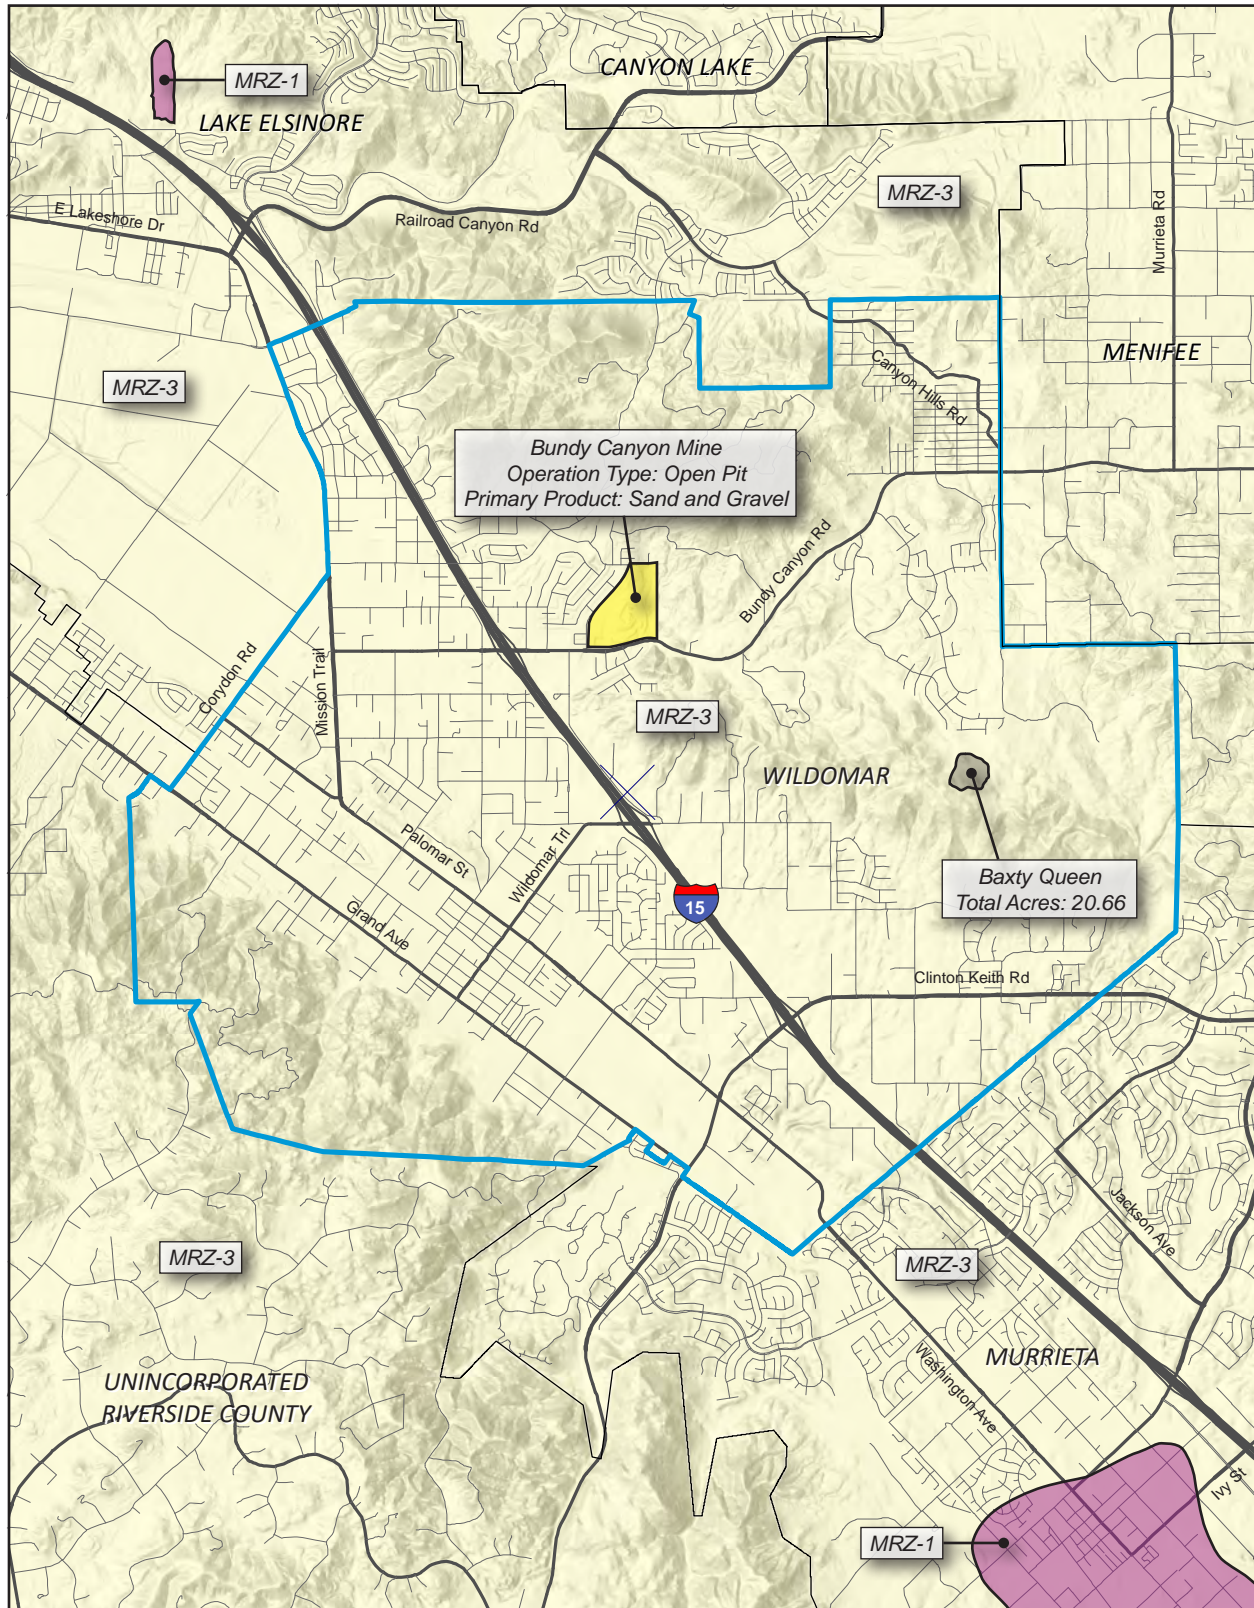 CANYON LAKE
MRZ-1
LAKE ELSINORE
MRZ-3
E Lakeshore Dr
Railroad Canyon Rd
Murrieta Rd
MENIFEE
MRZ-3
Canyon Hills Rd
Bundy Canyon Mine
Operation Type: Open Pit
Primary Product: Sand and Gravel
Bundy Canyon Rd
Corydon Rd
Mission Trail
MRZ-3
WILDOMAR
Palomar St
Wildomar Trl
Baxty Queen
Total Acres: 20.66
15
Grand Ave
Clinton Keith Rd
Jackson Ave
MRZ-3
MRZ-3
MURRIETA
Washington Ave
UNINCORPORATED
RIVERSIDE COUNTY
Ivy St
MRZ-1